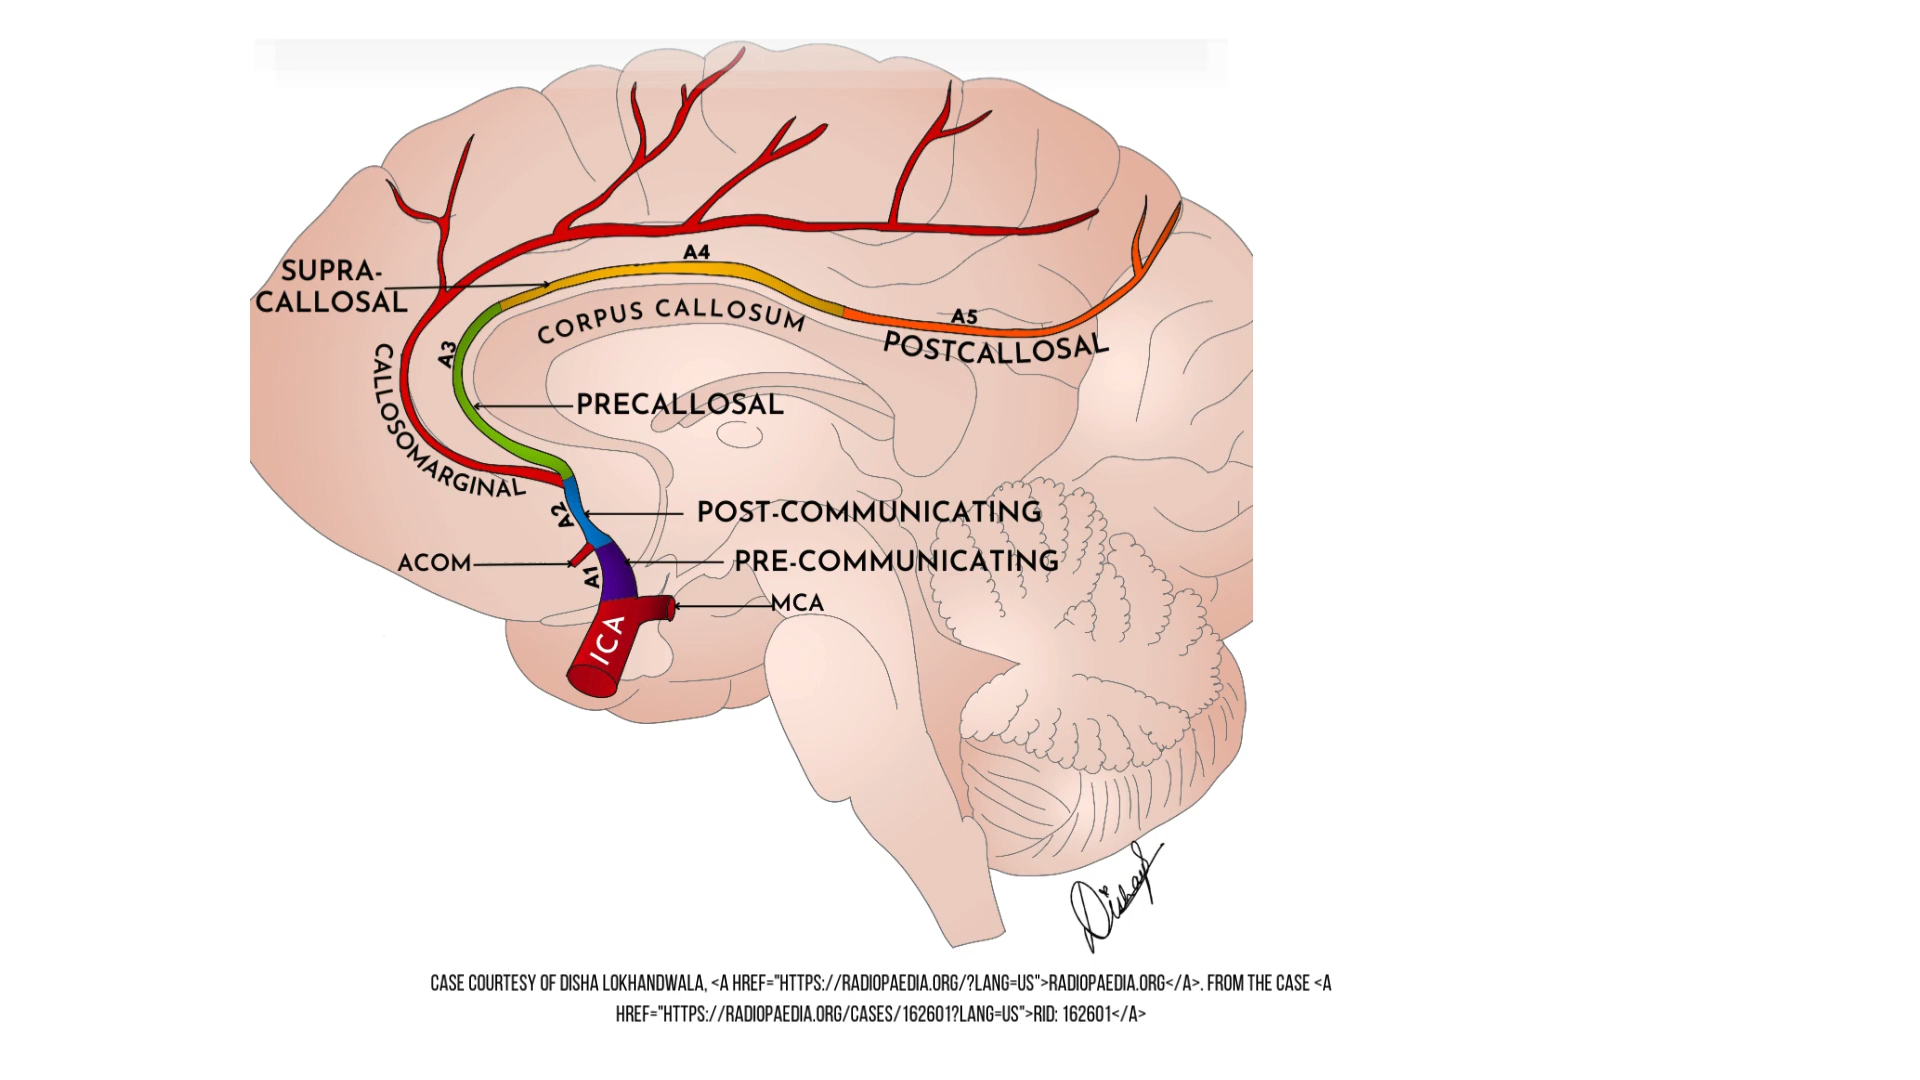 A4
SUPRA-
CALLOSAL
CORPUS CALLOSUM
A5
POSTCALLOSAL
A3
CALLOSOMARGINAL
PRECALLOSAL
A2
POST-COMMUNICATING
ACOM
A1
PRE-COMMUNICATING
MCA
ICA
CASE COURTESY OF DISHA LOKHANDWALA, <A HREF="HTTPS://RADIOPAEDIA.ORG/?LANG=US">RADIOPAEDIA.ORG</A>. FROM THE CASE <A
HREF="HTTPS://RADIOPAEDIA.ORG/CASES/162601?LANG=US">RID: 162601</A>